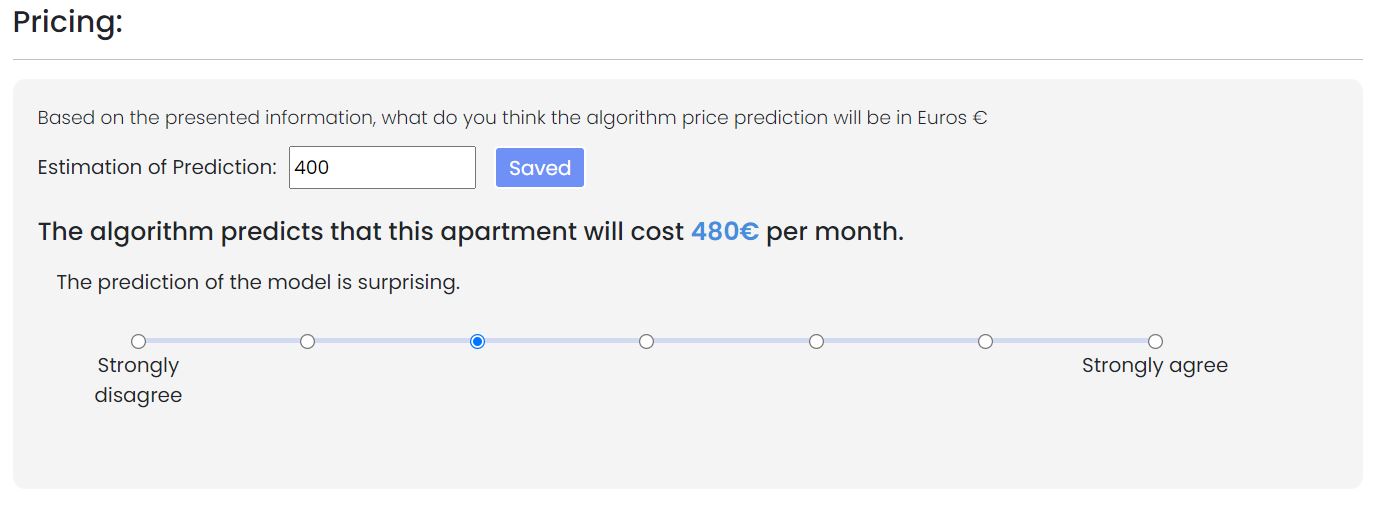 Pricing:
Based on the presented information, what do you think the algorithm price prediction will be in Euros €
Estimation of Prediction: 400 Saved
The algorithm predicts that this apartment will cost 480€ per month.
The prediction of the model is surprising.
Strongly disagree
Strongly agree